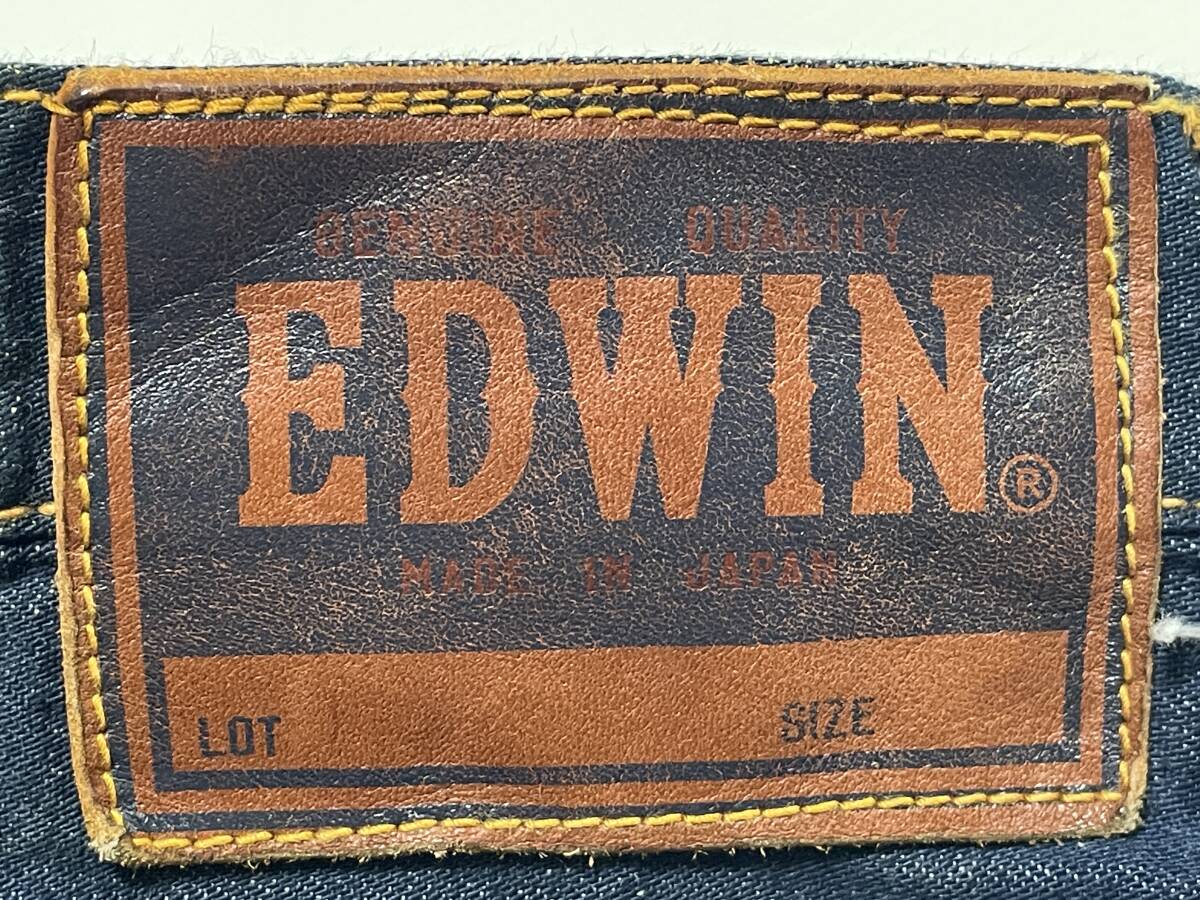 GENUINE QUALITY
EDWIN®
MADE IN JAPAN
LOT SIZE